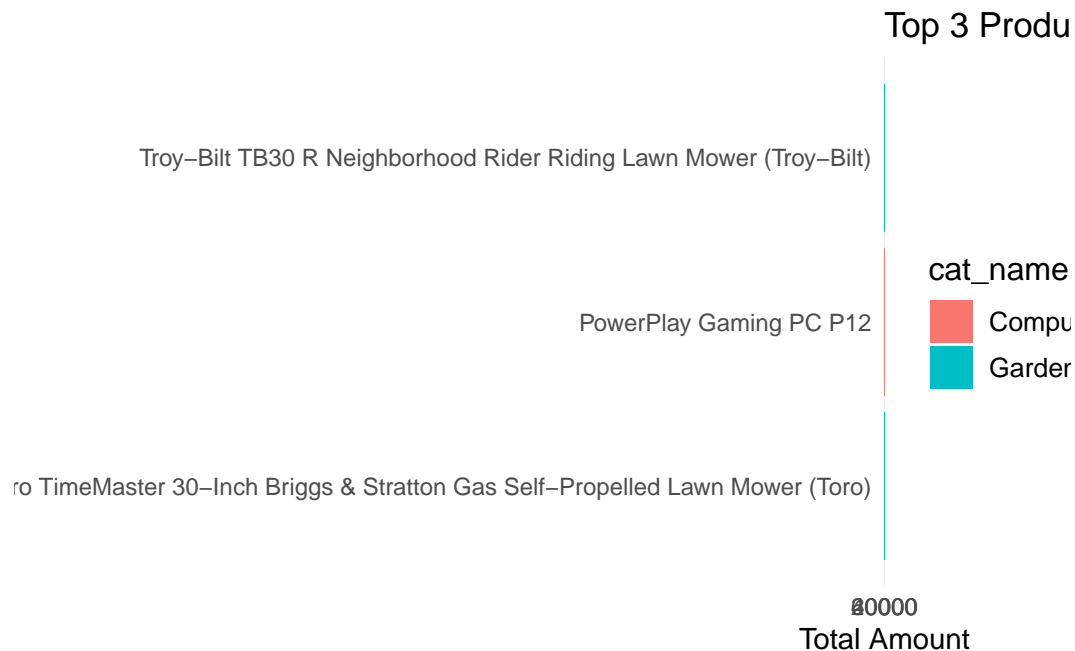 Top 3 Produ
Troy−Bilt TB30 R Neighborhood Rider Riding Lawn Mower (Troy−Bilt)
PowerPlay Gaming PC P12
ro TimeMaster 30−Inch Briggs & Stratton Gas Self−Propelled Lawn Mower (Toro)
cat_name
Compu
Garden
Total Amount